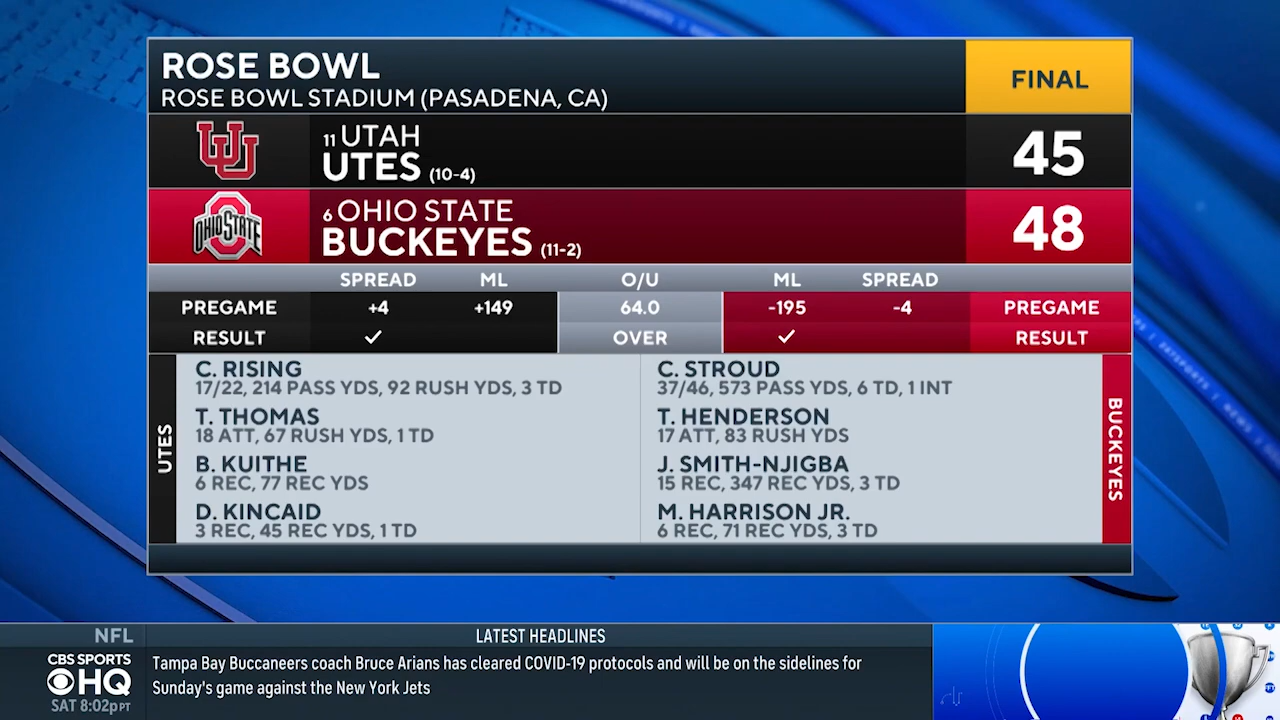 ROSE BOWL
ROSE BOWL STADIUM (PASADENA, CA)
FINAL
11 UTAH
UTES (10-4)
45
OHIO STATE
6 OHIO STATE
BUCKEYES (11-2)
48
SPREAD ML O/U ML SPREAD
PREGAME +4 +149 64.0 -195 -4 PREGAME
RESULT ✓ OVER ✓ RESULT
UTES
C. RISING
17/22, 214 PASS YDS, 92 RUSH YDS, 3 TD
T. THOMAS
18 ATT, 67 RUSH YDS, 1 TD
B. KUITHE
6 REC, 77 REC YDS
D. KINCAID
3 REC, 45 REC YDS, 1 TD
C. STROUD
37/46, 573 PASS YDS, 6 TD, 1 INT
T. HENDERSON
17 ATT, 83 RUSH YDS
J. SMITH-NJIGBA
15 REC, 347 REC YDS, 3 TD
M. HARRISON JR.
6 REC, 71 REC YDS, 3 TD
BUCKEYES
NFL
LATEST HEADLINES
CBS SPORTS
HQ
SAT 8:02p PT
Tampa Bay Buccaneers coach Bruce Arians has cleared COVID-19 protocols and will be on the sidelines for
Sunday's game against the New York Jets